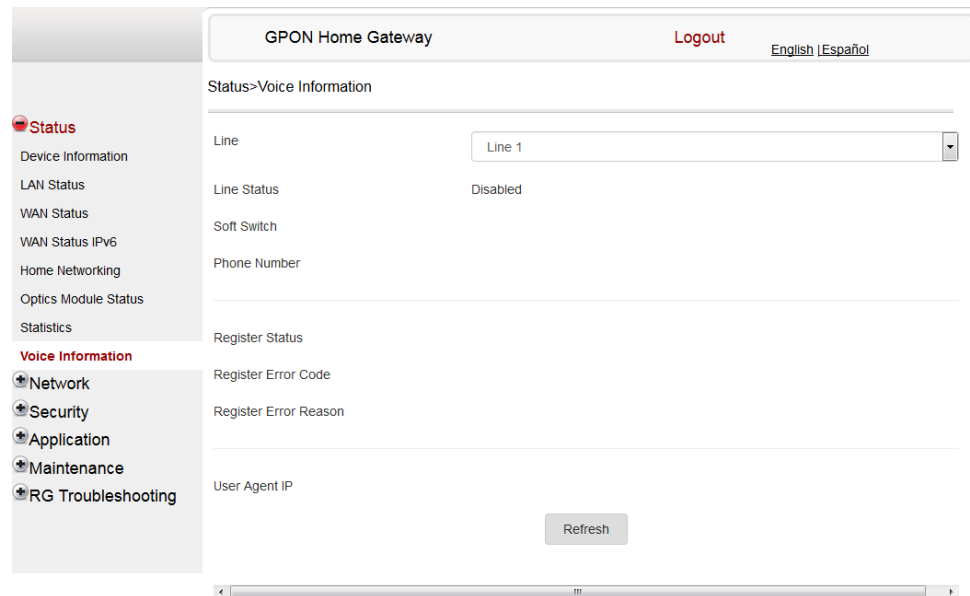 GPON Home Gateway
Logout
English | Español
Status>Voice Information
Status
Device Information
LAN Status
WAN Status
WAN Status IPv6
Home Networking
Optics Module Status
Statistics
Voice Information
Network
Security
Application
Maintenance
RG Troubleshooting
Line
Line 1
Line Status
Disabled
Soft Switch
Phone Number
Register Status
Register Error Code
Register Error Reason
User Agent IP
Refresh